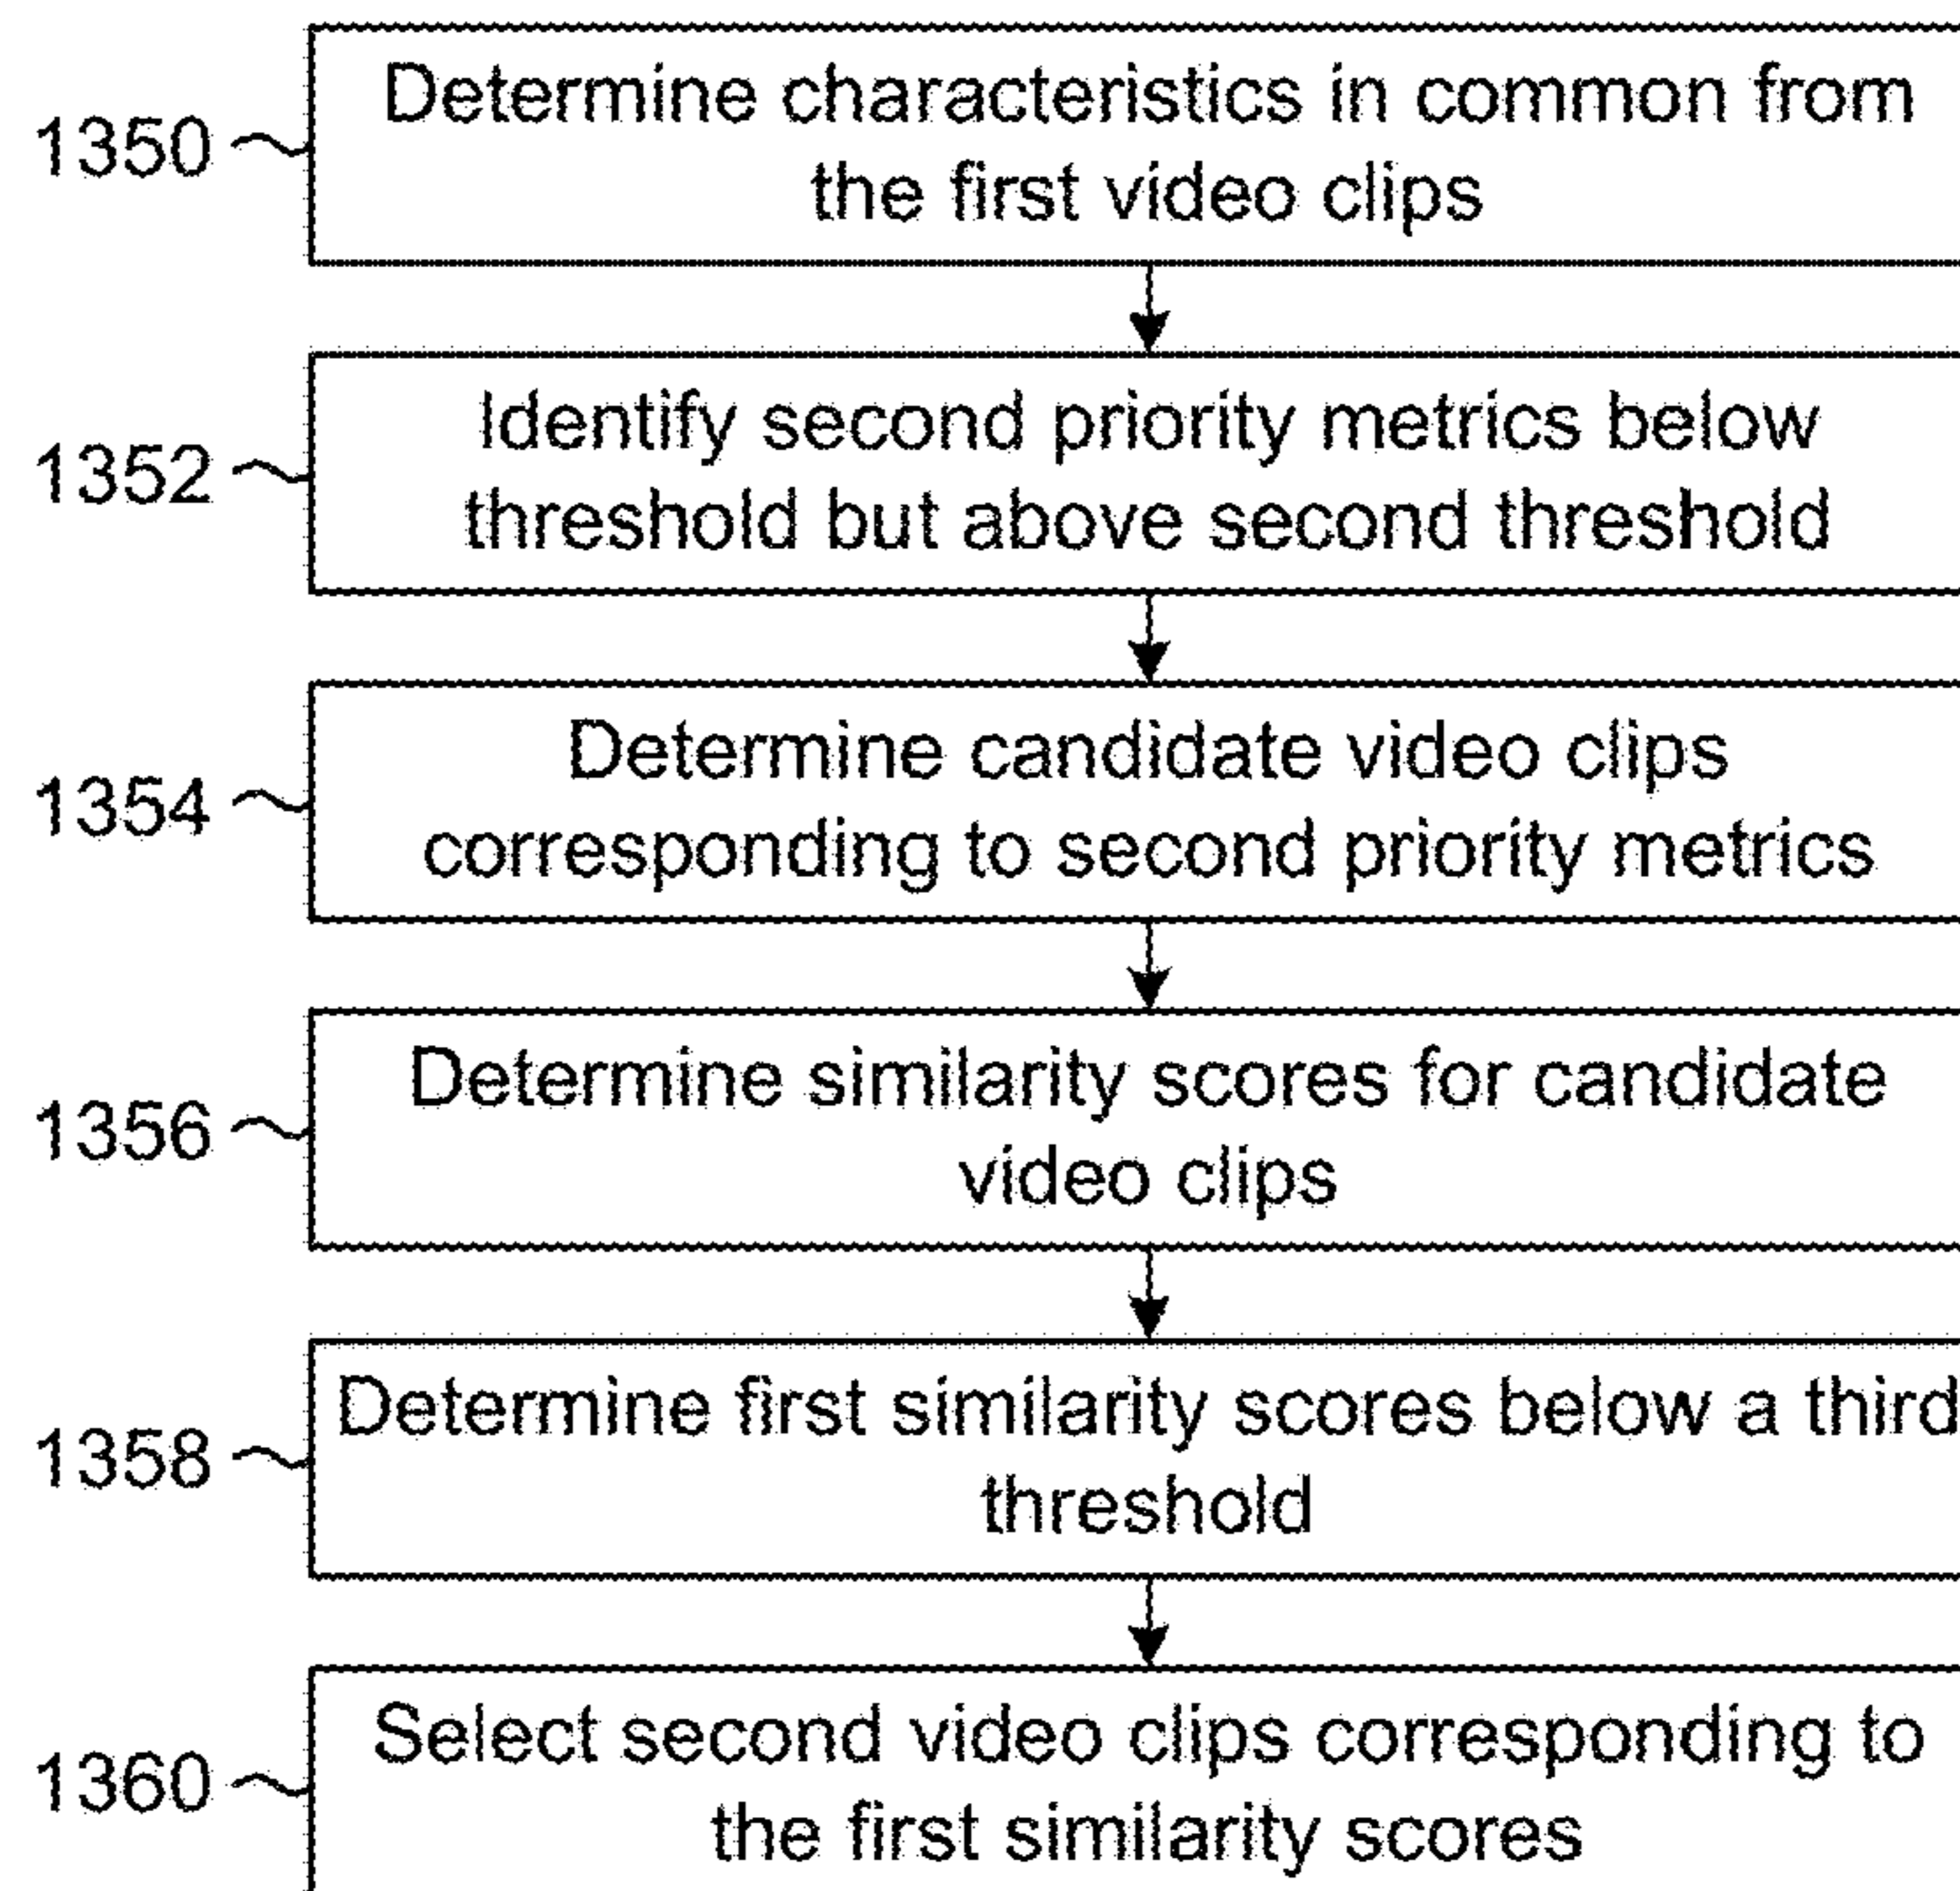 Determine characteristics in common from
1350
the first video clips
Identify second priority metrics below
1352
threshold but above second threshold
Determine candidate video clips
1354
corresponding to second priority metrics
Determine similarity scores for candidate
1356
video clips
Determine first similarity scores below a third
1358
threshold
Select second video clips corresponding to
1360
the first similarity scores